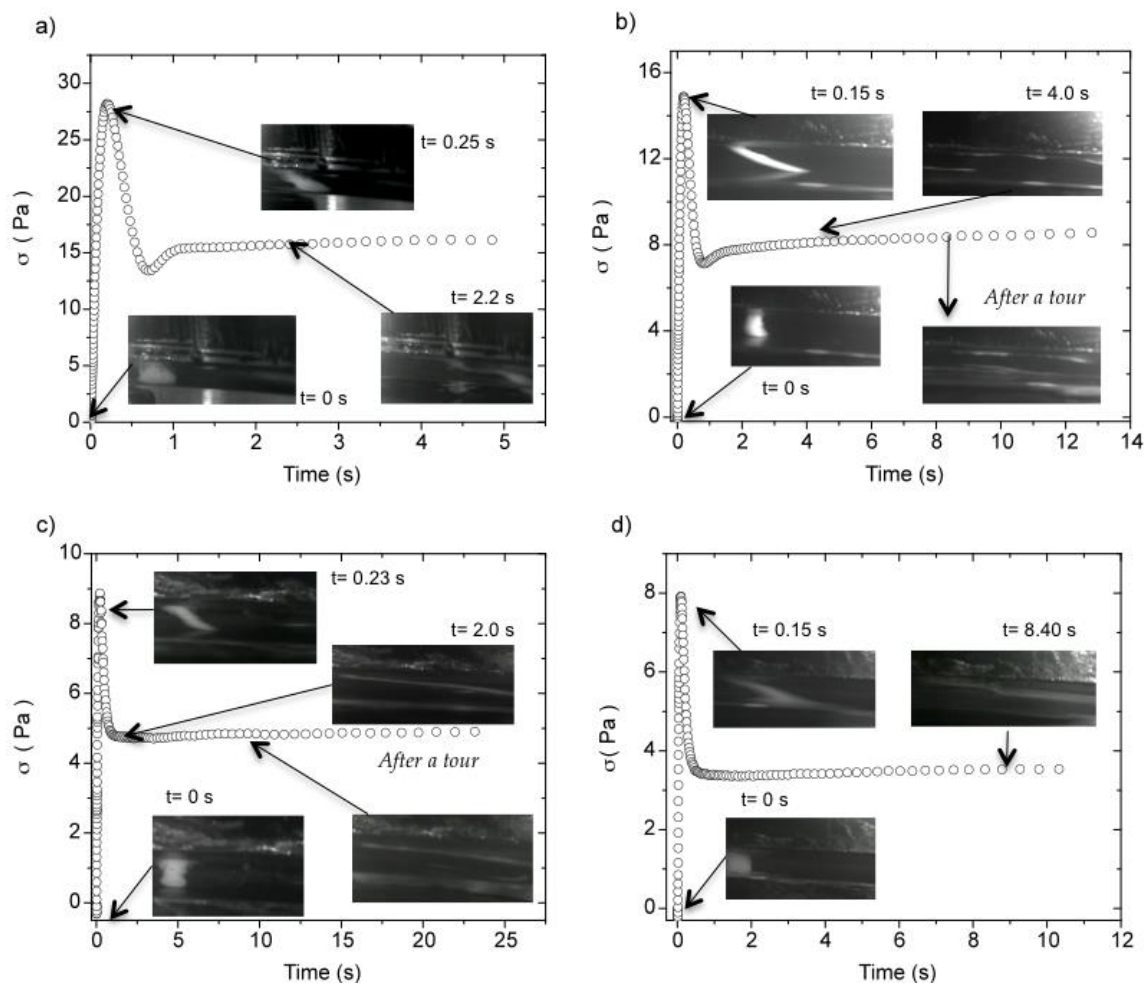 a)
σ ( Pa )
30
25
20
15
10
5
0
t= 0.25 s
t= 2.2 s
t= 0 s
0 1 2 3 4 5
Time (s)
b)
σ ( Pa )
16
12
8
4
0
t= 0.15 s
t= 4.0 s
After a tour
t= 0 s
0 2 4 6 8 10 12 14
Time (s)
c)
σ ( Pa )
10
8
6
4
2
0
t= 0.23 s
t= 2.0 s
After a tour
t= 0 s
0 5 10 15 20 25
Time (s)
d)
σ( Pa )
8
6
4
2
0
t= 0.15 s
t= 8.40 s
t= 0 s
0 2 4 6 8 10 12
Time (s)